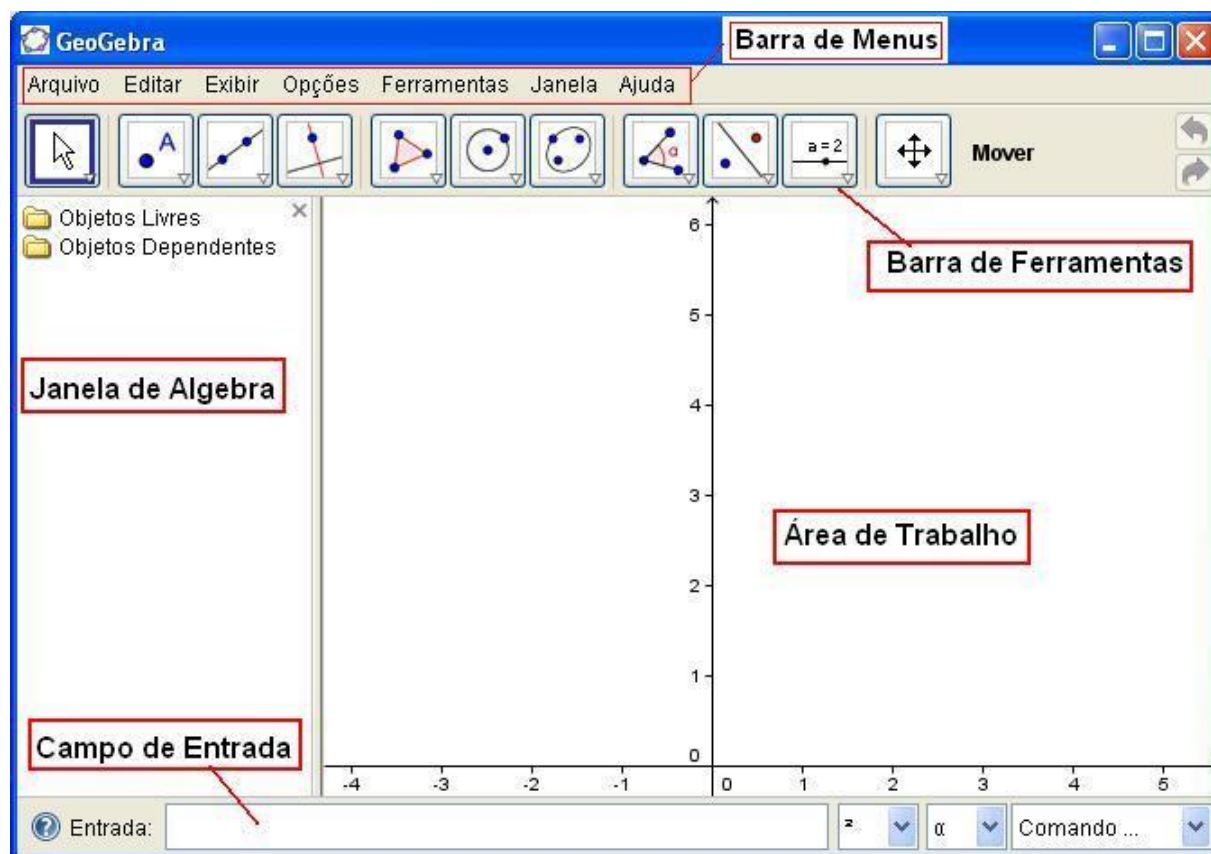 GeoGebra
Barra de Menus
Arquivo Editar Exibir Opções Ferramentas Janela Ajuda
A
α
a = 2
Mover
Objetos Livres
Objetos Dependentes
Barra de Ferramentas
Janela de Algebra
Área de Trabalho
Campo de Entrada
6
5
4
3
2
1
0
-4 -3 -2 -1 0 1 2 3 4 5
Entrada:
² α Comando ...